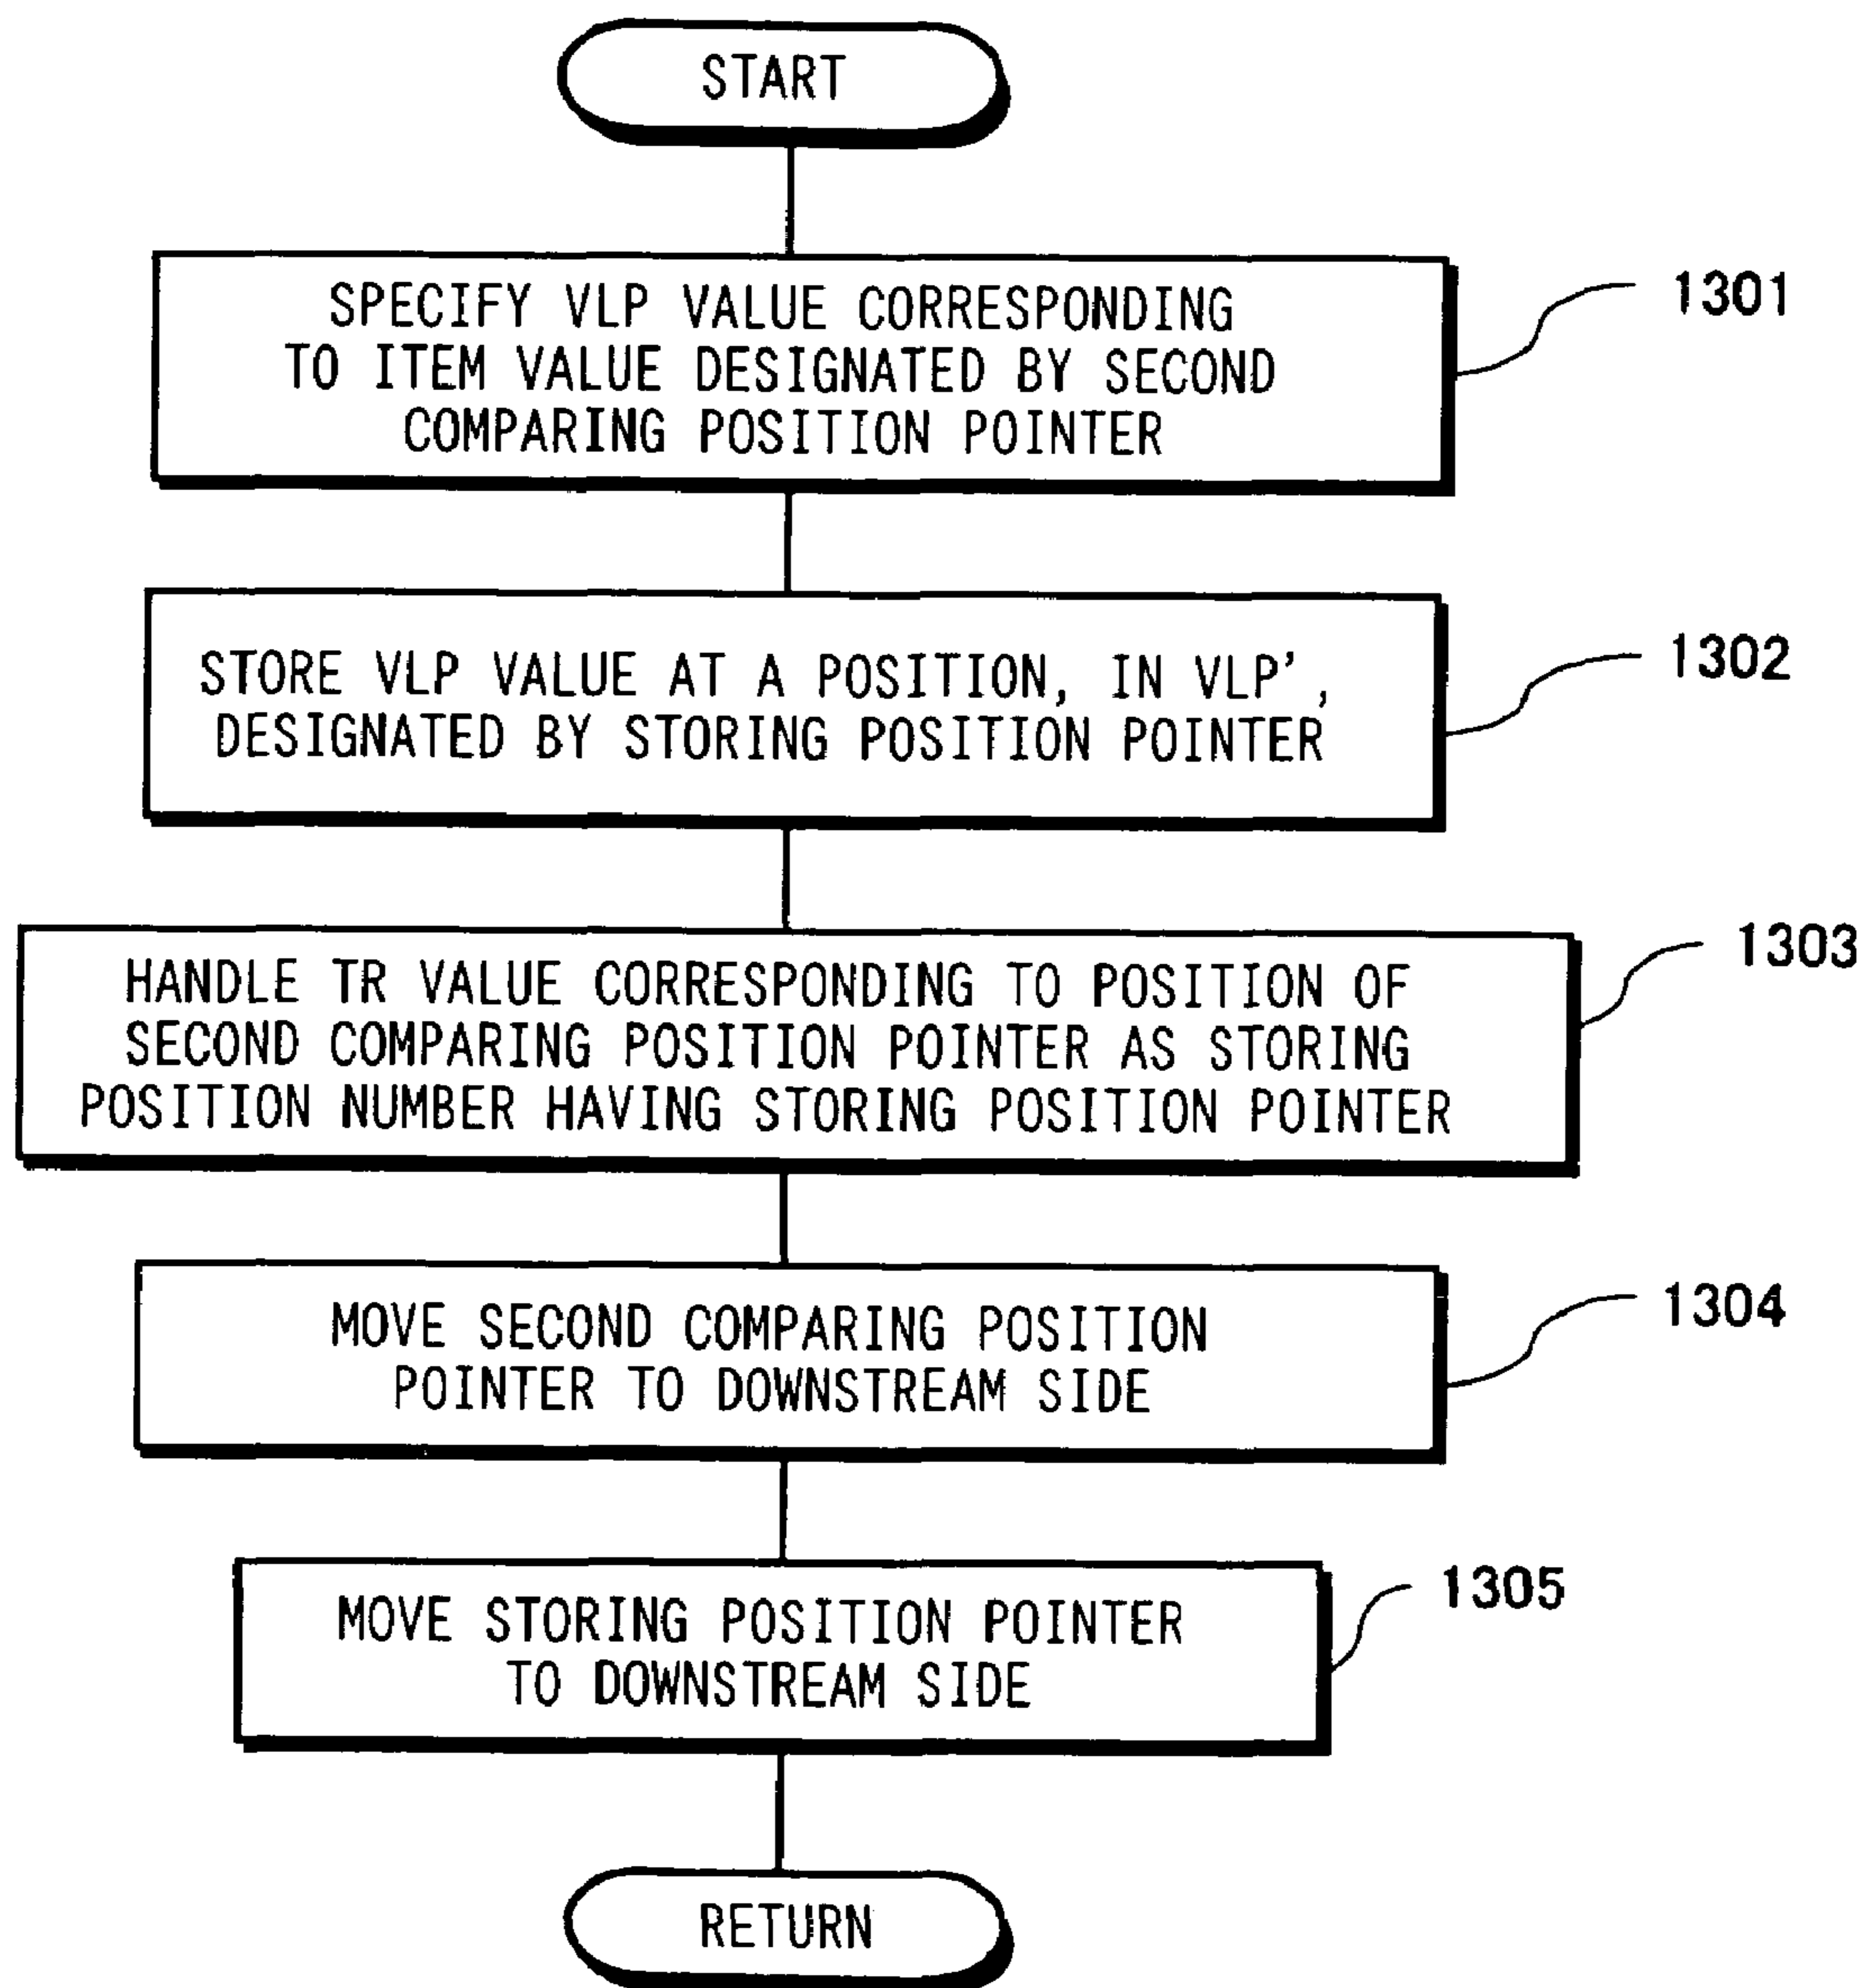 START
SPECIFY VLP VALUE CORRESPONDING
TO ITEM VALUE DESIGNATED BY SECOND
COMPARING POSITION POINTER
1301
STORE VLP VALUE AT A POSITION, IN VLP',
DESIGNATED BY STORING POSITION POINTER
1302
HANDLE TR VALUE CORRESPONDING TO POSITION OF
SECOND COMPARING POSITION POINTER AS STORING
POSITION NUMBER HAVING STORING POSITION POINTER
1303
MOVE SECOND COMPARING POSITION
POINTER TO DOWNSTREAM SIDE
1304
MOVE STORING POSITION POINTER
TO DOWNSTREAM SIDE
1305
RETURN